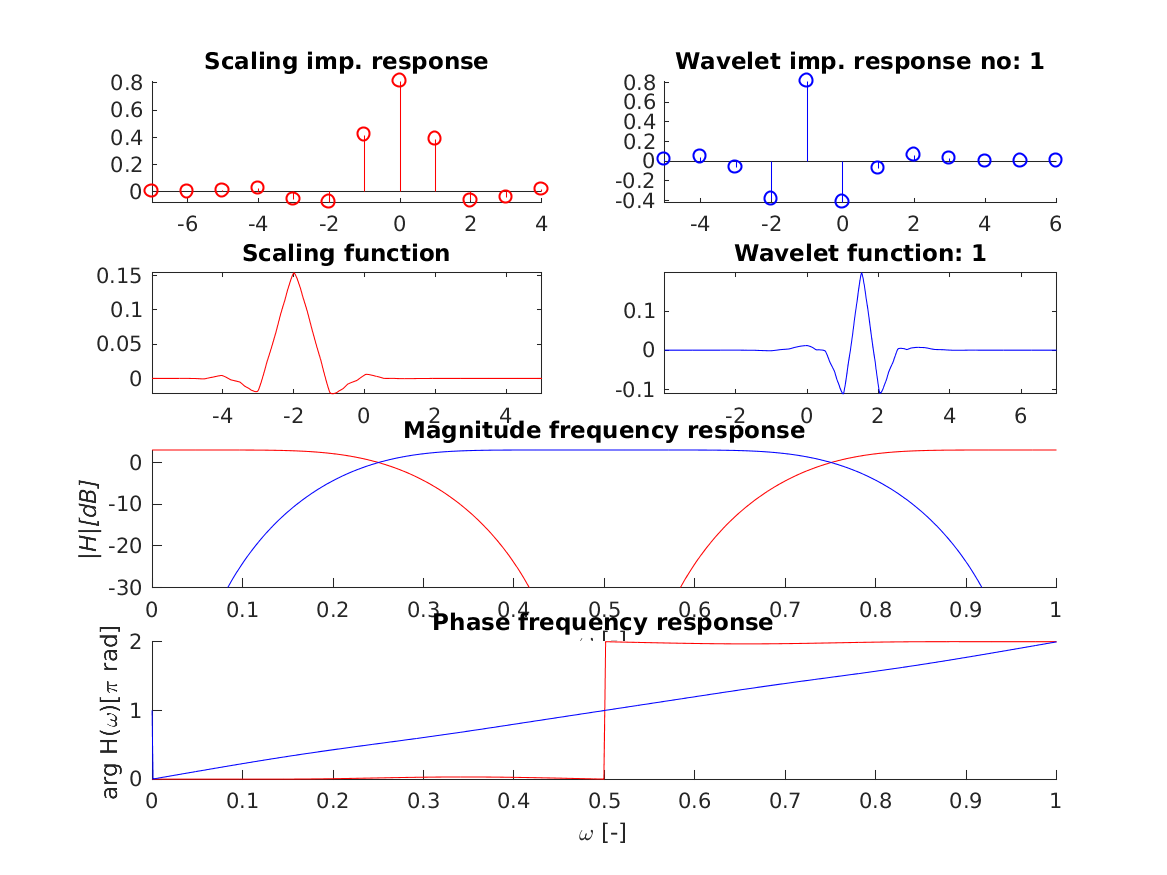 Scaling imp. response
0.8
0.6
0.4
0.2
0
-6 -4 -2 0 2 4
Wavelet imp. response no: 1
0.8
0.6
0.4
0.2
0
-0.2
-0.4
-4 -2 0 2 4 6
Scaling function
0.15
0.1
0.05
0
-4 -2 0 2 4
Wavelet function: 1
0.1
0
-0.1
-2 0 2 4 6
Magnitude frequency response
|H|[dB]
0
-10
-20
-30
0 0.1 0.2 0.3 0.4 0.5 0.6 0.7 0.8 0.9 1
Phase frequency response
arg H(ω)[π rad]
2
1
0
0 0.1 0.2 0.3 0.4 0.5 0.6 0.7 0.8 0.9 1
ω [-]